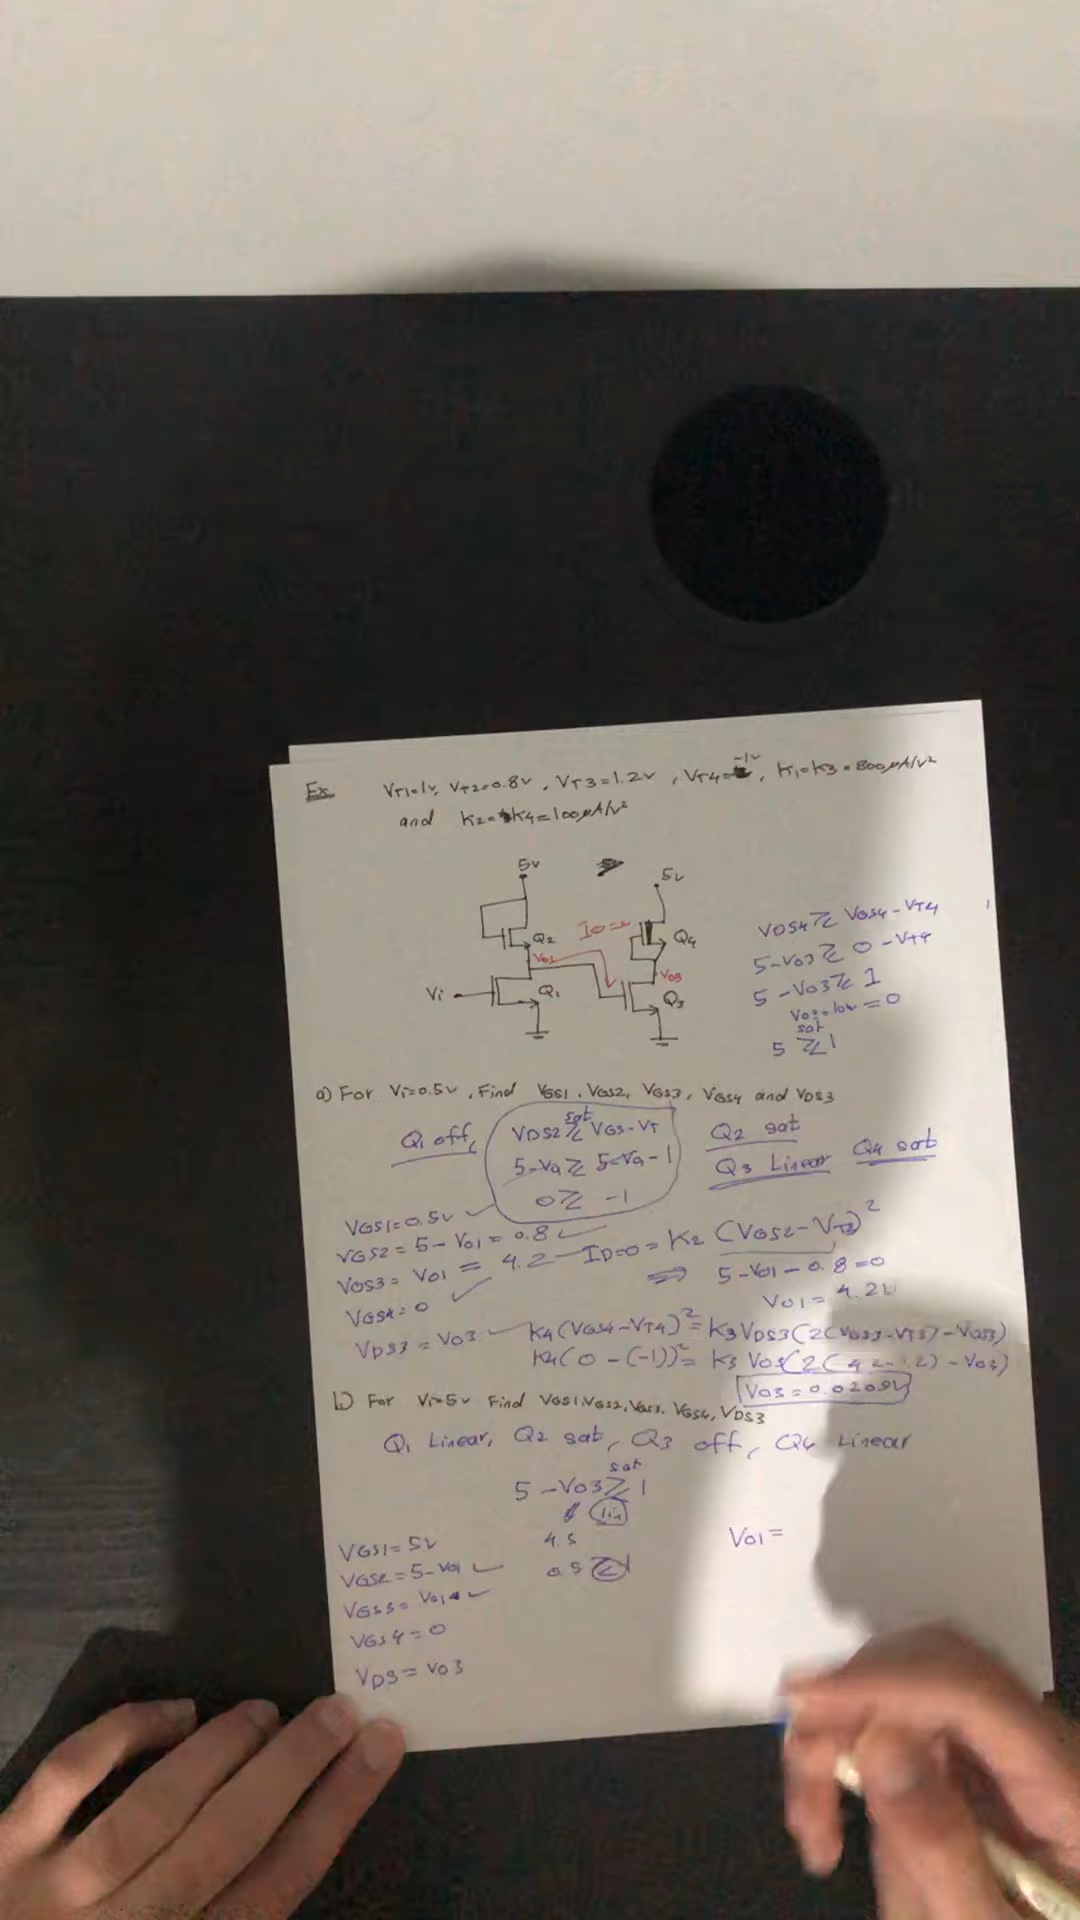 Ex VT1=1v, VT2=0.8v, VT3=1.2v, VT4=-1v, K1=K3=800μA/v²
and K2=K4=100μA/v²
5v
5v
ID=0
Q2
Q4
Vo1
Vo3
Vi
Q1
Q3
VDS4 ≥ VGS4-VT4
5-Vo3 ≥ 0-VT4
5-Vo3 ≥ 1
Vo3=low=0
sat
5 ≥ 1
a) For Vi=0.5v, Find VGS1, VGS2, VGS3, VGS4 and VDS3
Q1 off,
sat
VDS2 ≥ VGS-VT
5-Va ≥ 5-Va-1
0 ≥ -1
Q2 sat
Q3 Linear Q4 sat
VGS1=0.5v
VGS2=5-Vo1=0.8
VGS3=Vo1=4.2
VGS4=0
VDS3=Vo3
ID=0=K2(VGS2-VT2)²
⇒ 5-Vo1-0.8=0
Vo1=4.2v
K4(VGS4-VT4)²=K3VDS3(2(VGS3-VT3)-VDS3)
K4(0-(-1))²=K3 Vo3(2(4.2-1.2)-Vo3)
Vo3=0.0209V
b) For Vi=5v Find VGS1, VGS2, VGS3, VGS4, VDS3
Q1 Linear, Q2 sat, Q3 off, Q4 Linear
sat
5-Vo3 ≥ 1
lin
4.5
0.5 ≥ 1
Vo1=
VGS1=5v
VGS2=5-Vo1
VGS3=Vo1
VGS4=0
VDS=Vo3